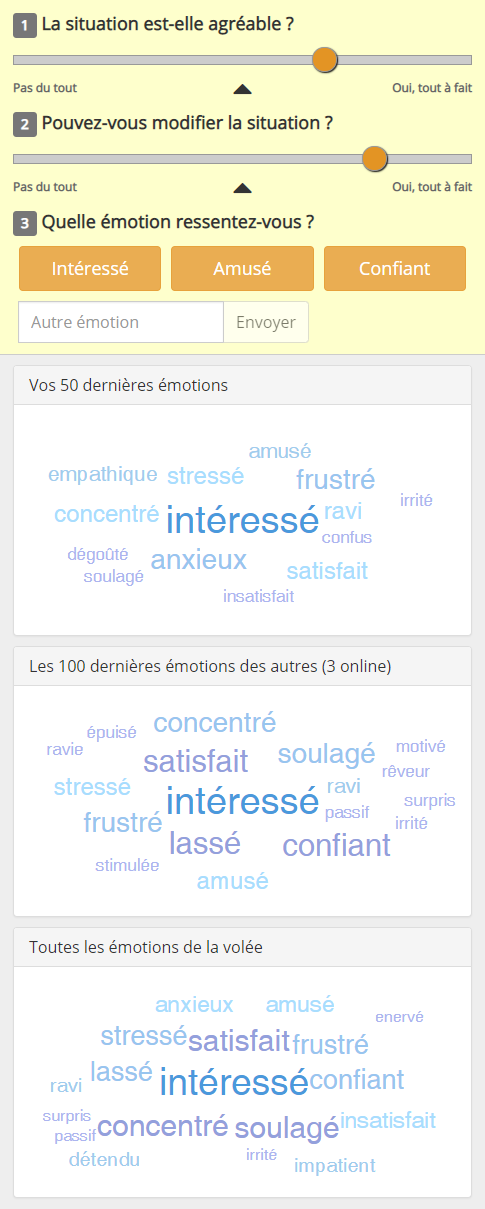 1 La situation est-elle agréable ?
Pas du tout Oui, tout à fait
2 Pouvez-vous modifier la situation ?
Pas du tout Oui, tout à fait
3 Quelle émotion ressentez-vous ?
Intéressé Amusé Confiant
Autre émotion Envoyer
Vos 50 dernières émotions
amusé
empathique stressé frustré
irrité
concentré intéressé ravi
confus
dégoûté anxieux
soulagé satisfait
insatisfait
Les 100 dernières émotions des autres (3 online)
concentré
épuisé
ravie satisfait soulagé motivé
rêveur
stressé intéressé ravi
surpris
frustré passif irrité
lassé confiant
stimulée
amusé
Toutes les émotions de la volée
anxieux amusé
enervé
stressé satisfait frustré
lassé intéressé confiant
ravi
surpris
passif concentré soulagé insatisfait
détendu irrité impatient